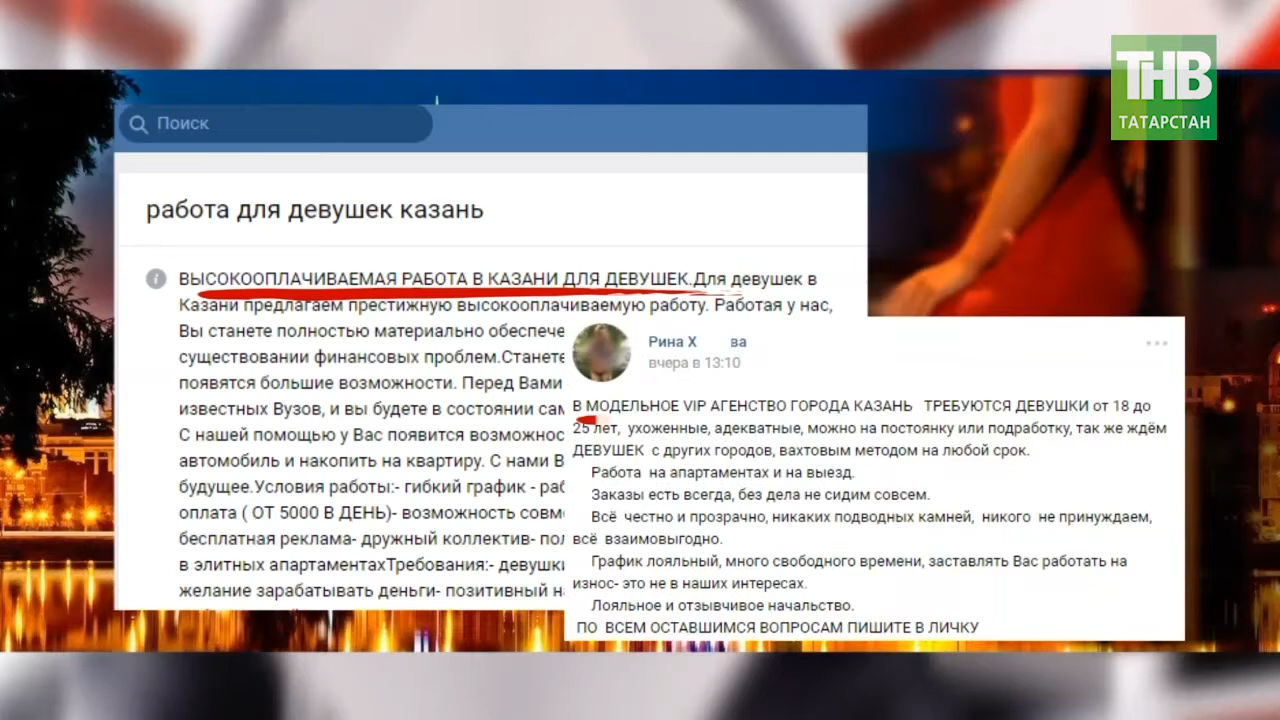 ТНВ
ТАТАРСТАН
Поиск
работа для девушек казань
ВЫСОКООПЛАЧИВАЕМАЯ РАБОТА В КАЗАНИ ДЛЯ ДЕВУШЕК.Для девушек в
Казани предлагаем престижную высокооплачиваемую работу. Работая у нас,
Вы станете полностью материально обеспече
существовании финансовых проблем.Станете
появятся большие возможности. Перед Вами
известных Вузов, и вы будете в состоянии сам
С нашей помощью у Вас появится возможнос
автомобиль и накопить на квартиру. С нами В
будущее.Условия работы:- гибкий график - раб
оплата ( ОТ 5000 В ДЕНЬ)- возможность совм
бесплатная реклама- дружный коллектив- пол
в элитных апартаментахТребования:- девушки
желание зарабатывать деньги- позитивный на
Рина Х ва
вчера в 13:10
В МОДЕЛЬНОЕ VIP АГЕНСТВО ГОРОДА КАЗАНЬ ТРЕБУЮТСЯ ДЕВУШКИ от 18 до
25 лет, ухоженные, адекватные, можно на постоянку или подработку, так же ждём
ДЕВУШЕК с других городов, вахтовым методом на любой срок.
Работа на апартаментах и на выезд.
Заказы есть всегда, без дела не сидим совсем.
Всё честно и прозрачно, никаких подводных камней, никого не принуждаем,
всё взаимовыгодно.
График лояльный, много свободного времени, заставлять Вас работать на
износ- это не в наших интересах.
Лояльное и отзывчивое начальство.
ПО ВСЕМ ОСТАВШИМСЯ ВОПРОСАМ ПИШИТЕ В ЛИЧКУ